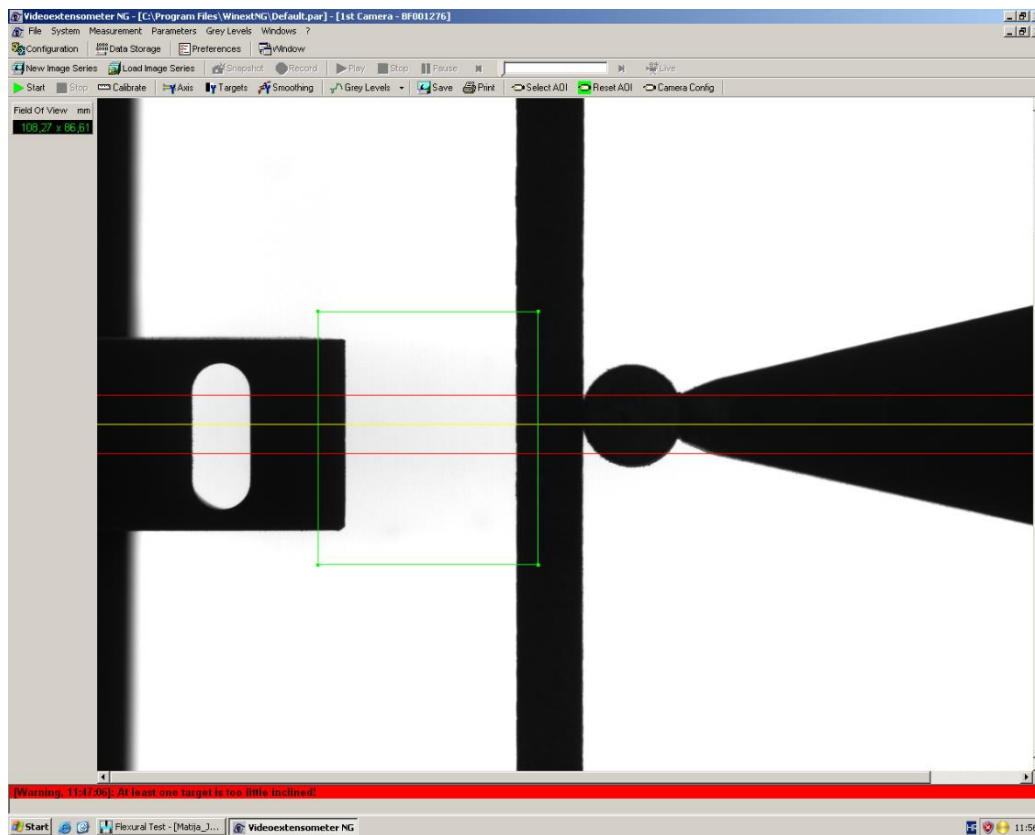 Videoextensometer NG - [C:\Program Files\WinextNG\Default.par] - [1st Camera - BF001276]
File System Measurement Parameters Grey Levels Windows ?
Configuration Data Storage Preferences Window
New Image Series Load Image Series Snapshot Record Play Stop Pause Live
Start Stop Calibrate Axis Targets Smoothing Grey Levels Save Print Select AOI Reset AOI Camera Config
Field Of View mm
108,27 x 86,61
[Warning, 11:47:06]: At least one target is too little inclined!
Start Flexural Test - [Matija_J... Videoextensometer NG HR